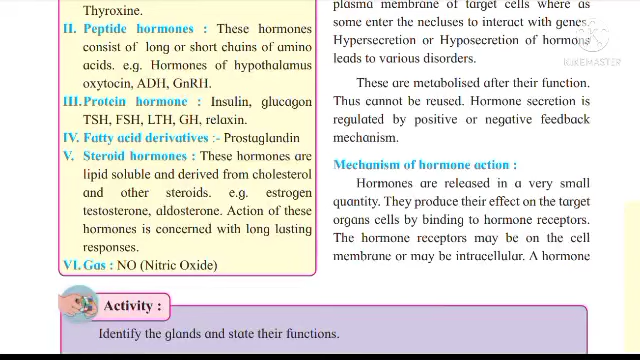 Thyroxine.
II. Peptide hormones : These hormones
consist of long or short chains of amino
acids. e.g. Hormones of hypothalamus
oxytocin, ADH, GnRH.
III. Protein hormone : Insulin, glucagon
TSH, FSH, LTH, GH, relaxin.
IV. Fatty acid derivatives :- Prostaglandin
V. Steroid hormones : These hormones are
lipid soluble and derived from cholesterol
and other steroids. e.g. estrogen
testosterone, aldosterone. Action of these
hormones is concerned with long lasting
responses.
VI. Gas : NO (Nitric Oxide)
plasma membrane of target cells where as
some enter the necluses to interact with genes.
Hypersecretion or Hyposecretion of hormons
leads to various disorders.
These are metabolised after their function.
Thus cannot be reused. Hormone secretion is
regulated by positive or negative feedback
mechanism.
Mechanism of hormone action :
Hormones are released in a very small
quantity. They produce their effect on the target
organs cells by binding to hormone receptors.
The hormone receptors may be on the cell
membrane or may be intracellular. A hormone
KINEMASTER
Activity :
Identify the glands and state their functions.